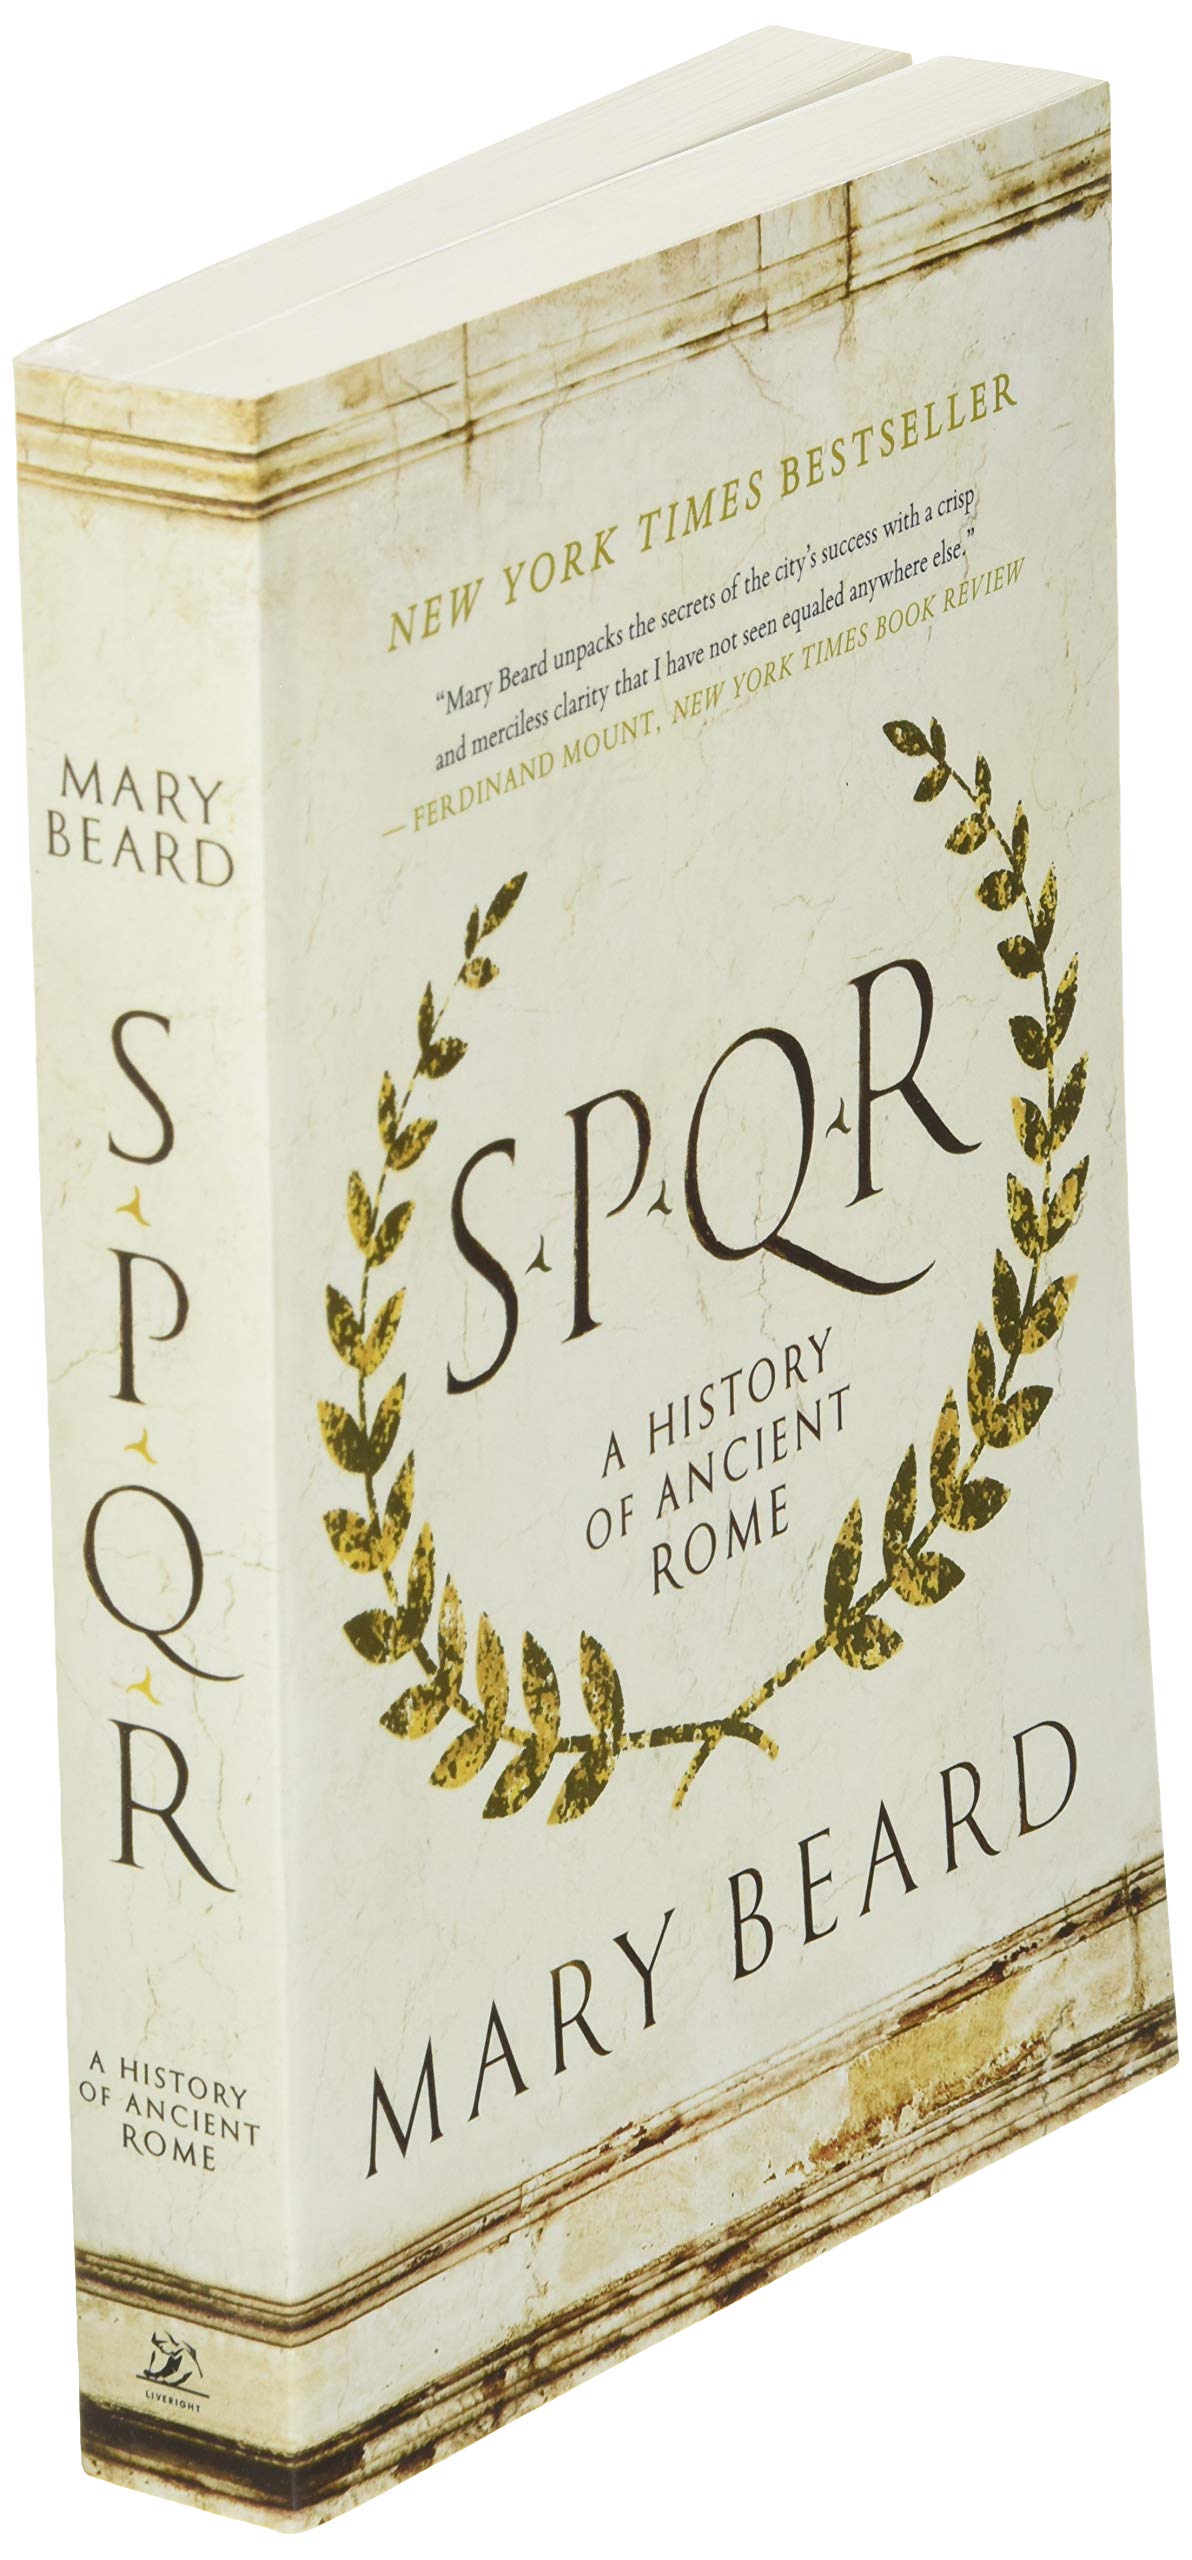 MARY
BEARD
S
P
Q
R
A HISTORY
OF ANCIENT
ROME
LIVERIGHT
NEW YORK TIMES BESTSELLER
“Mary Beard unpacks the secrets of the city’s success with a crisp
and merciless clarity that I have not seen equaled anywhere else.”
— FERDINAND MOUNT, NEW YORK TIMES BOOK REVIEW
S·P·Q·R
A HISTORY
OF ANCIENT
ROME
MARY BEARD